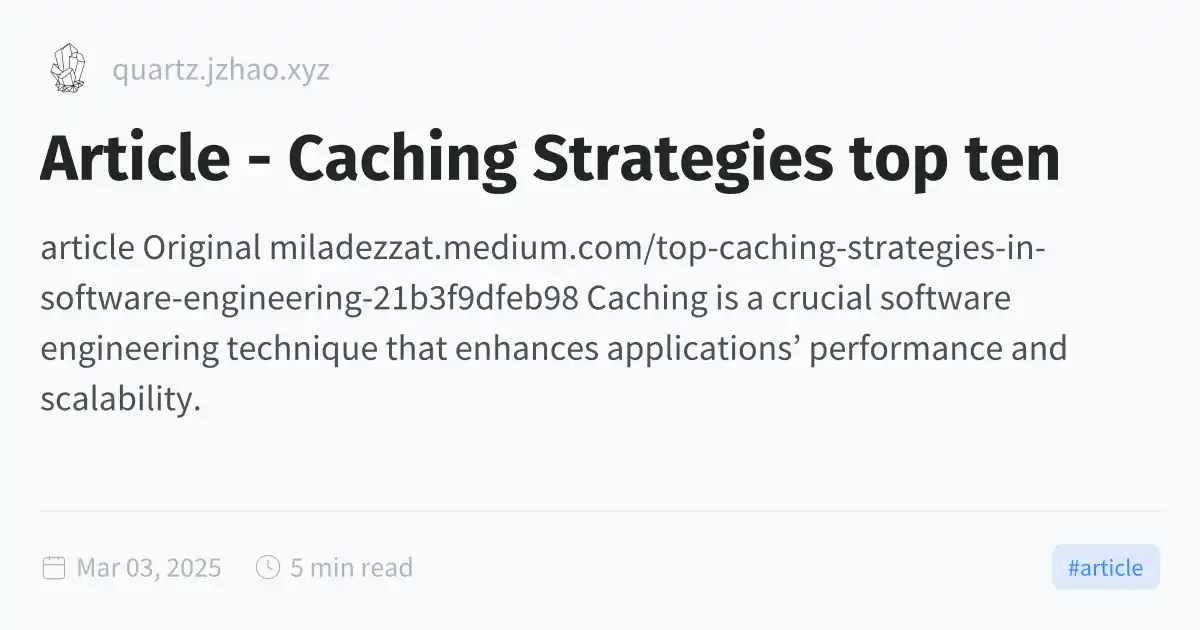 quartz.jzhao.xyz
Article - Caching Strategies top ten
article Original miladezzat.medium.com/top-caching-strategies-in-
software-engineering-21b3f9dfeb98 Caching is a crucial software
engineering technique that enhances applications’ performance and
scalability.
Mar 03, 2025 5 min read #article